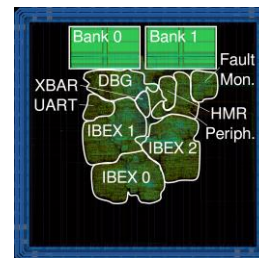 Bank 0 Bank 1
Fault
Mon.
DBG
XBAR
UART
HMR
Periph.
IBEX 1
IBEX 2
IBEX 0